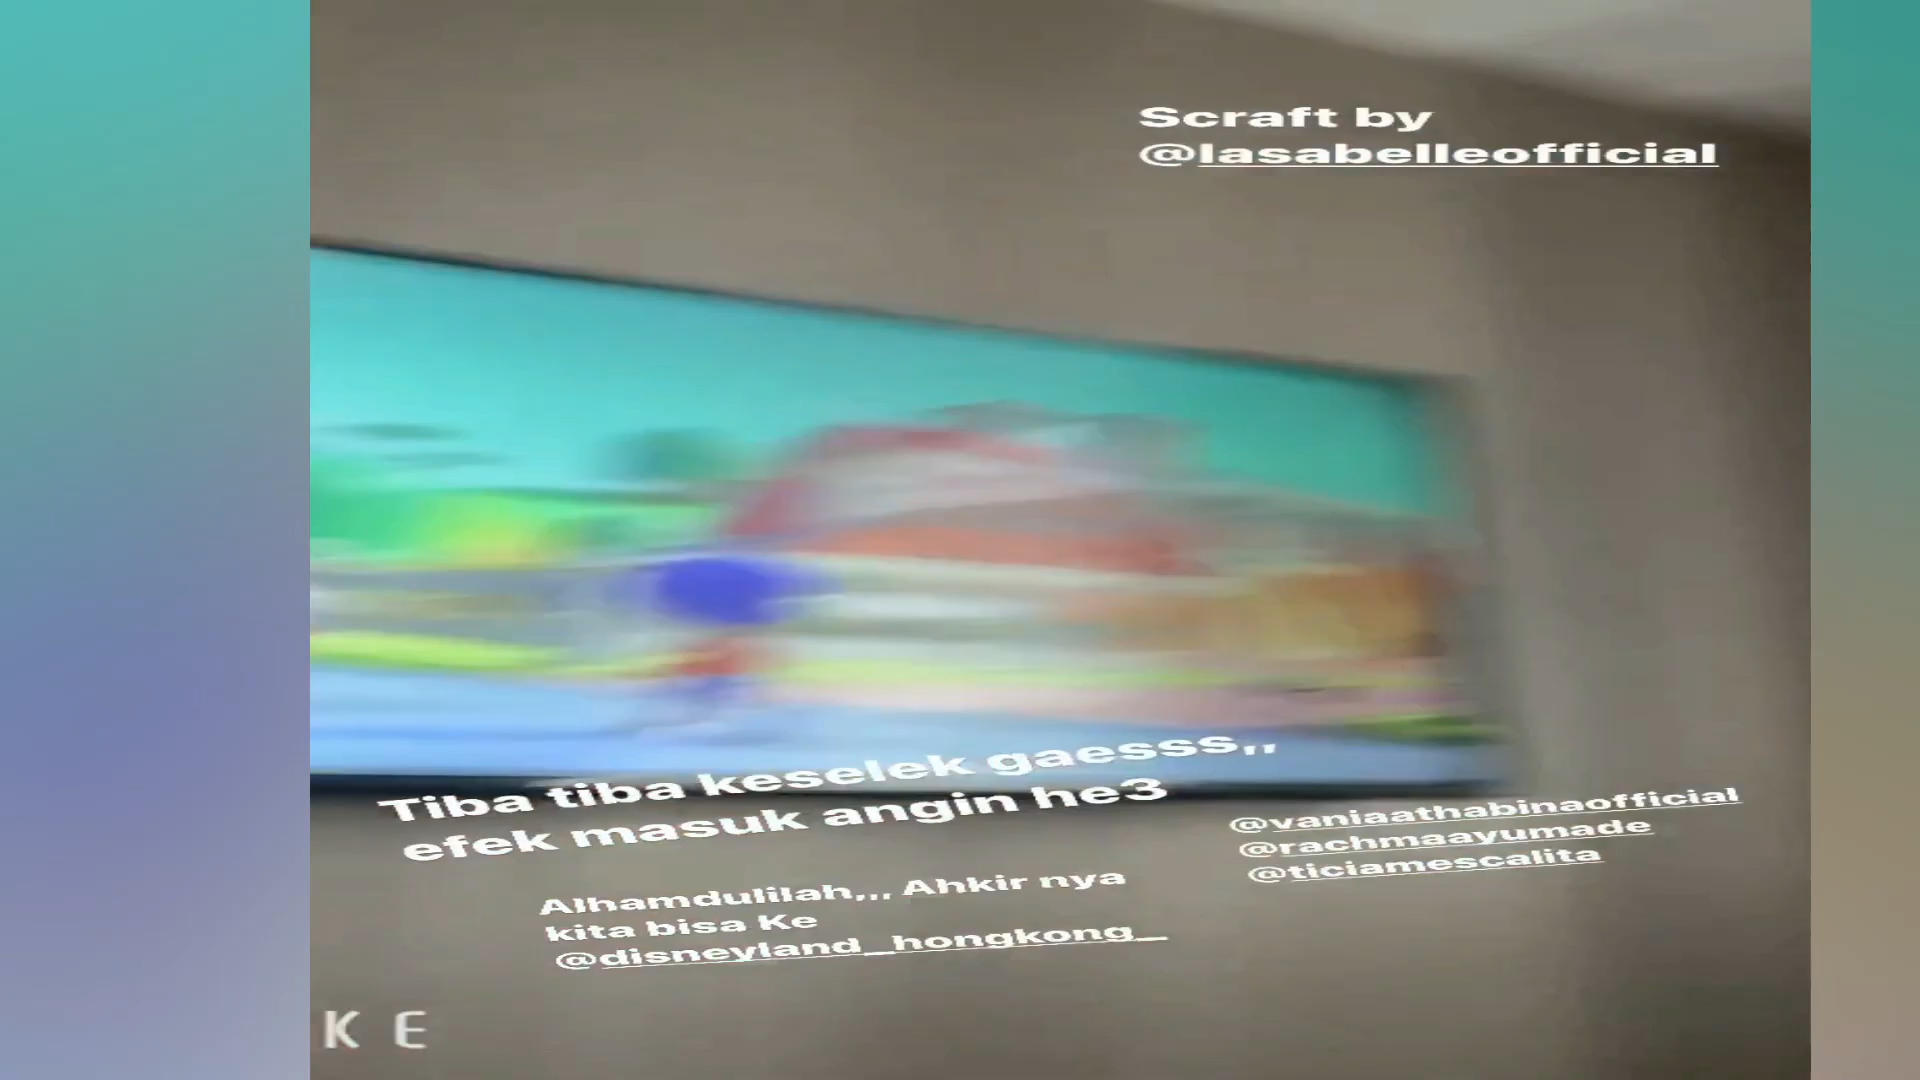 Scraft by
@lasabelleofficial
Tiba tiba keselek gaesss,,
efek masuk angin he3
@vaniaathabinaofficial
@rachmaayumade
@ticiamescalita
Alhamdulilah,,, Ahkir nya
kita bisa Ke
@disneyland_hongkong_
K E